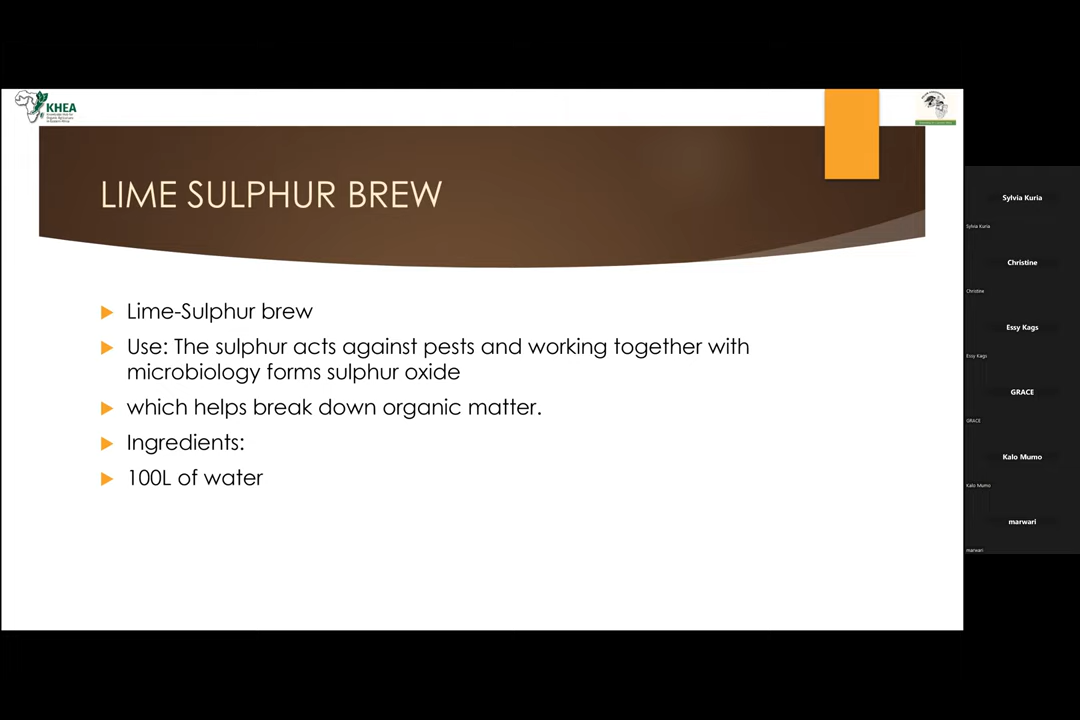 KHEA
LIME SULPHUR BREW
Lime-Sulphur brew
Use: The sulphur acts against pests and working together with
microbiology forms sulphur oxide
which helps break down organic matter.
Ingredients:
100L of water
Sylvia Kuria
Sylvia Kuria
Christine
Christine
Essy Kags
Essy Kags
GRACE
GRACE
Kalo Mumo
Kalo Mumo
marwari
marwari